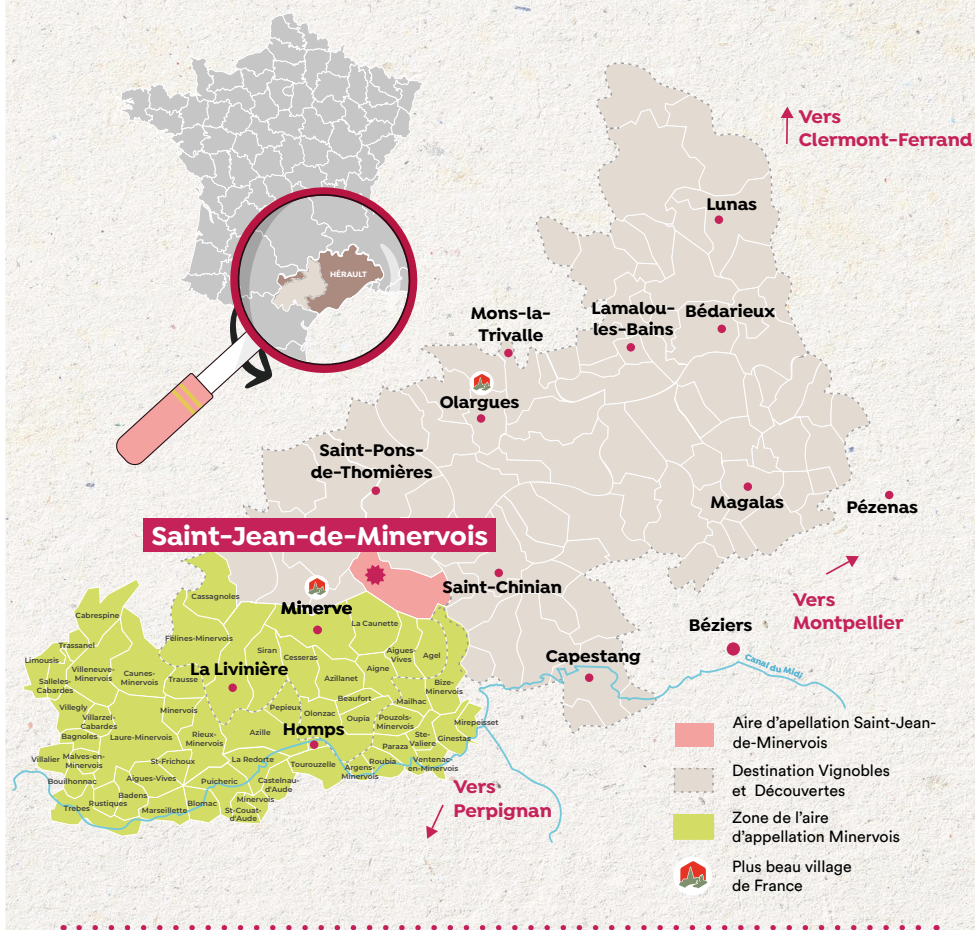 HÉRAULT
Vers
Clermont-Ferrand
Lunas
Mons-la-
Trivalle
Lamalou-
les-Bains
Bédarieux
Olargues
Saint-Pons-
de-Thomières
Magalas
Pézenas
Saint-Jean-de-Minervois
Saint-Chinian
Minerve
Vers
Montpellier
Béziers
Canal du Midi
Capestang
Cassagnoles
Cabrespine
La Caunette
Félines-Minervois
Trassanel
Siran
Cesseras
Aigues-
Vives
Agel
Limousis
Villeneuve-
Minervois
Caunes-
Minervois
Trausse
La Livinière
Azillanet
Aigne
Salleles-
Cabardes
Bize-
Minervois
Beaufort
Mailhac
Villegly
Villarzel-
Cabardes
Minervois
Pepieux
Olonzac
Oupia
Pouzols-
Minervois
Mirepeisset
Bagnoles
Laure-Minervois
Rieux-
Minervois
Azille
Homps
Paraza
Ste-
Valiere
Ginestas
Villalier
Malves-en-
Minervois
St-Frichoux
La Redorte
Tourouzelle
Argens-
Minervois
Roubia
Ventenac-
en-Minervois
Bouilhonnac
Aigues-Vives
Puicheric
Castelnau-
d'Aude
Badens
Rustiques
Trebes
Marseillette
Blomac
Minervois
St-Couat-
d'Aude
Vers
Perpignan
Aire d'apellation Saint-Jean-
de-Minervois
Destination Vignobles
et Découvertes
Zone de l'aire
d'appellation Minervois
Plus beau village
de France